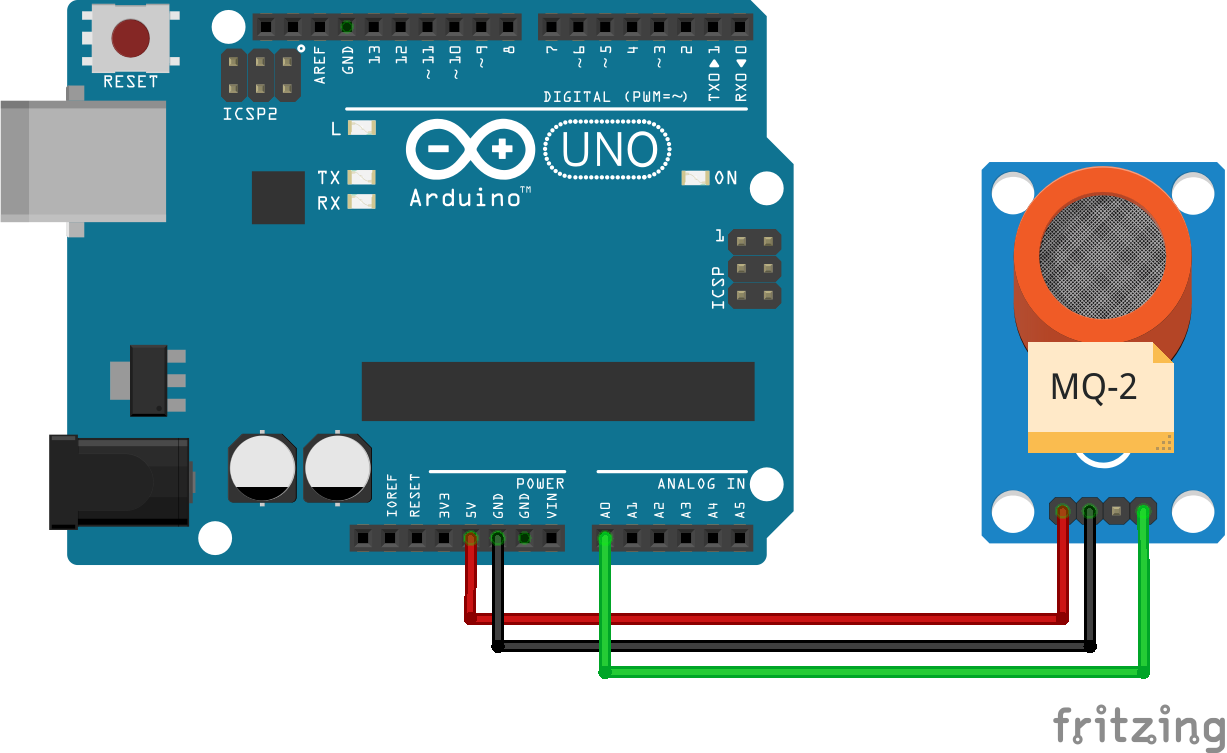 RESET
ICSP2
AREF
GND
13
12
~11
~10
~9
8
7
~6
~5
4
~3
2
TX0▶1
RX0◀0
DIGITAL (PWM=~)
L
TX
RX
UNO
Arduino™
ON
1
ICSP
MQ-2
IOREF
RESET
3V3
5V
GND
GND
VIN
POWER
A0
A1
A2
A3
A4
A5
ANALOG IN
fritzing